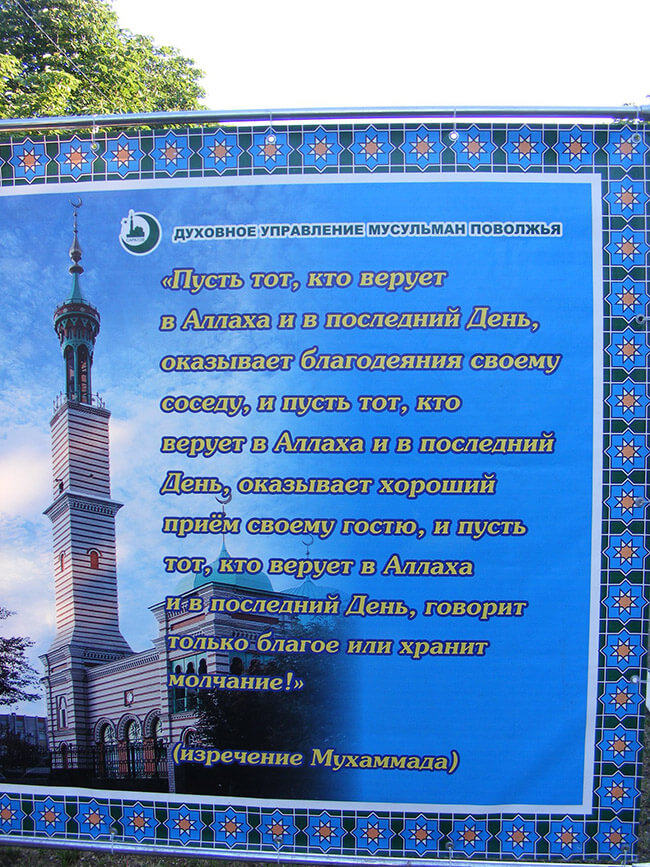 ДУХОВНОЕ УПРАВЛЕНИЕ МУСУЛЬМАН ПОВОЛЖЬЯ
«Пусть тот, кто верует
в Аллаха и в последний День,
оказывает благодеяния своему
соседу, и пусть тот, кто
верует в Аллаха и в последний
День, оказывает хороший
приём своему гостю, и пусть
тот, кто верует в Аллаха
и в последний День, говорит
только благое или хранит
молчание!»
(изречение Мухаммада)